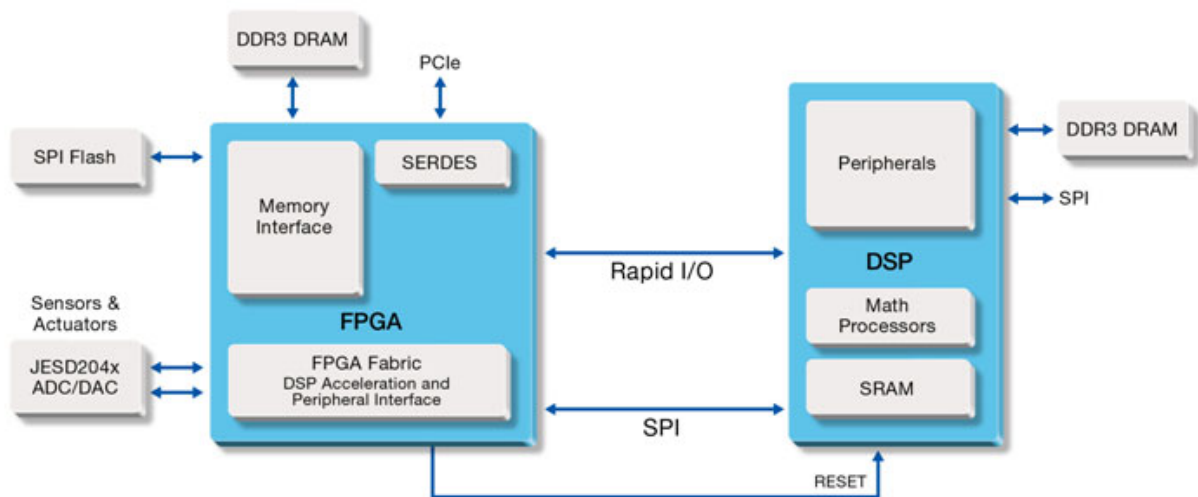 DDR3 DRAM
PCIe
SPI Flash
SERDES
Memory
Interface
FPGA
Sensors &
Actuators
JESD204x
ADC/DAC
FPGA Fabric
DSP Acceleration and
Peripheral Interface
Rapid I/O
SPI
RESET
Peripherals
DSP
Math
Processors
SRAM
DDR3 DRAM
SPI